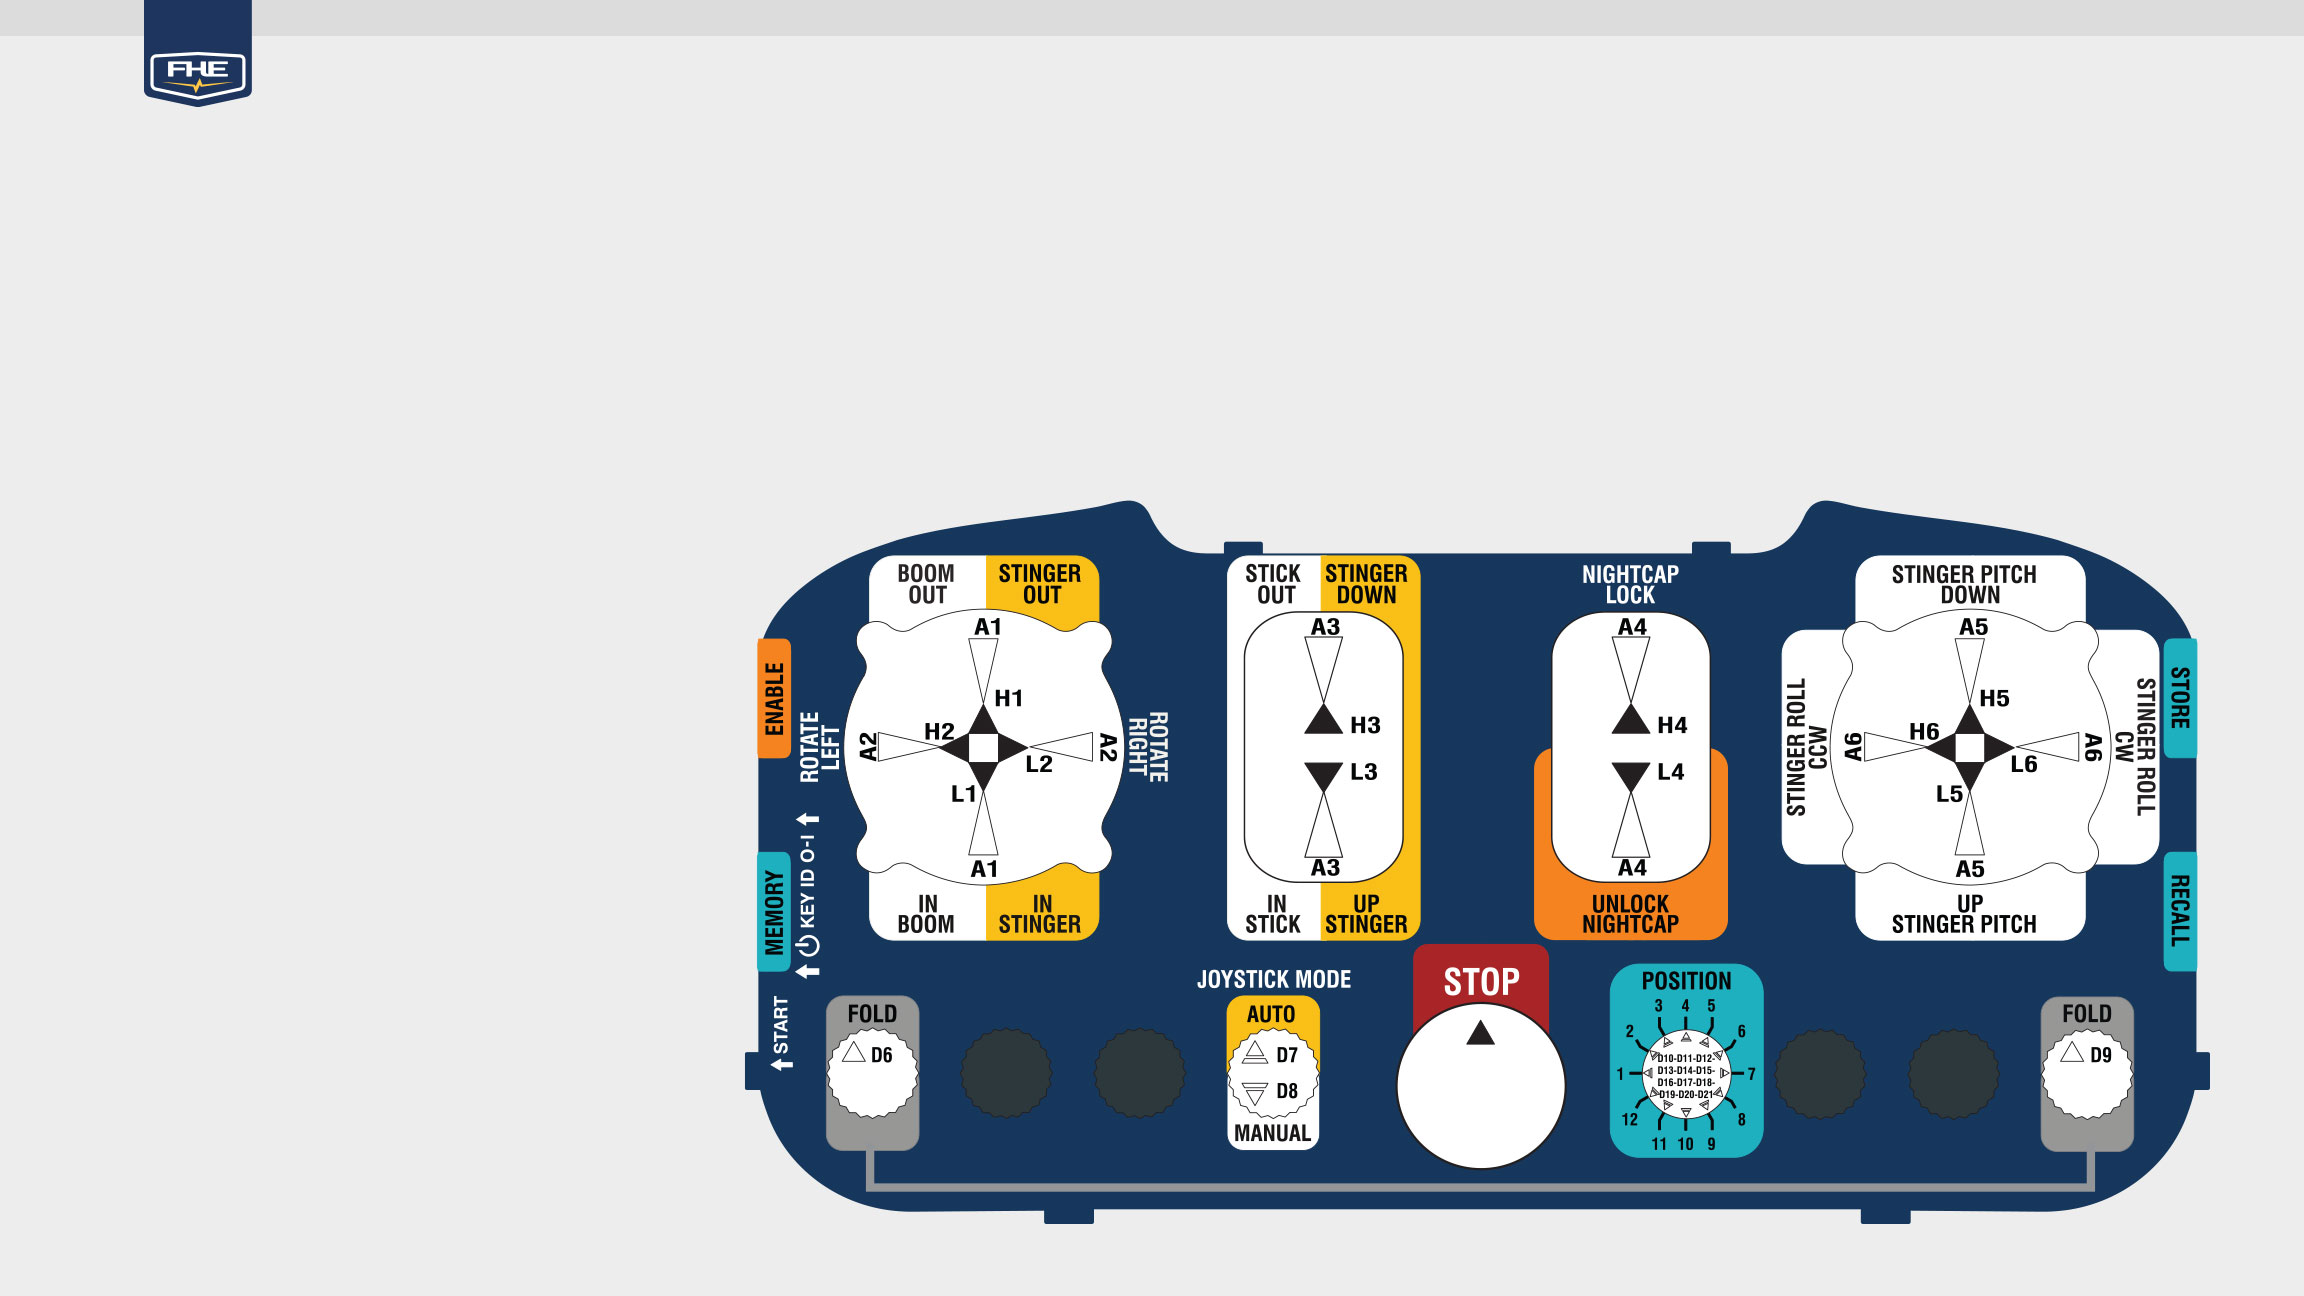 FHE
BOOM
OUT
STINGER
OUT
A1
H1
H2
A2
A2
L2
L1
A1
IN
BOOM
IN
STINGER
ROTATE
LEFT
ROTATE
RIGHT
ENABLE
MEMORY
KEY ID O-I
START
STICK
OUT
STINGER
DOWN
A3
H3
L3
A3
IN
STICK
UP
STINGER
NIGHTCAP
LOCK
A4
H4
L4
A4
UNLOCK
NIGHTCAP
STINGER PITCH
DOWN
A5
H5
H6
A6
A6
L6
L5
A5
UP
STINGER PITCH
STINGER ROLL
CCW
STINGER ROLL
CW
STORE
RECALL
FOLD
D6
JOYSTICK MODE
AUTO
D7
D8
MANUAL
STOP
POSITION
3 4 5
2 6
1 7
12 8
11 10 9
D10-D11-D12-
D13-D14-D15-
D16-D17-D18-
D19-D20-D21
FOLD
D9